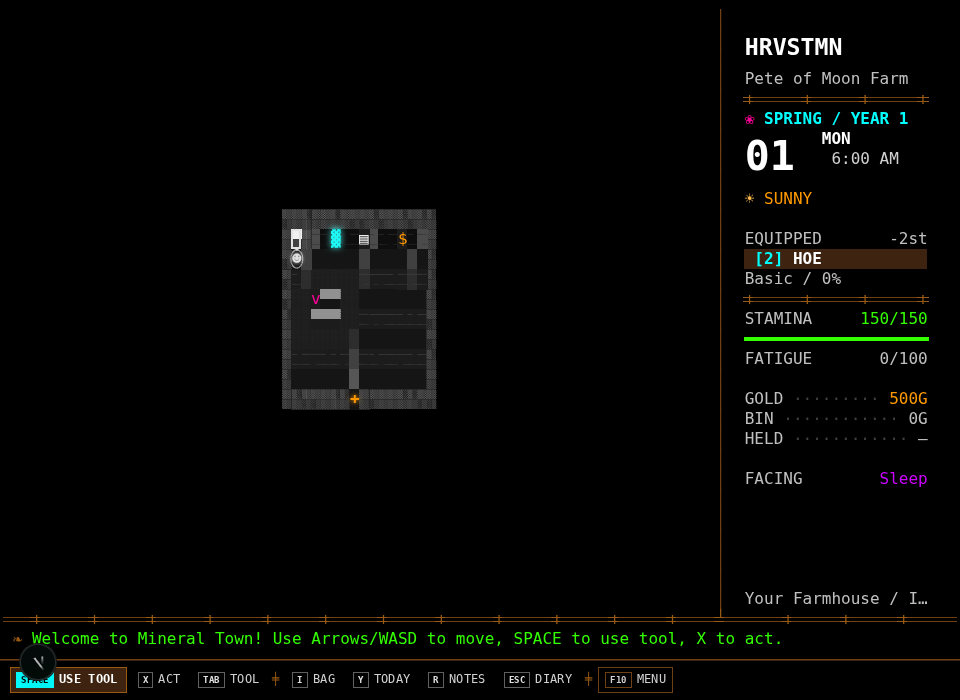 HRVSTMN
Pete of Moon Farm
SPRING / YEAR 1
01 MON
6:00 AM
SUNNY
EQUIPPED -2st
[2] HOE
Basic / 0%
STAMINA 150/150
FATIGUE 0/100
GOLD ········· 500G
BIN ············ 0G
HELD ············ —
FACING Sleep
$
v
+
Your Farmhouse / I…
Welcome to Mineral Town! Use Arrows/WASD to move, SPACE to use tool, X to act.
SPACE USE TOOL X ACT TAB TOOL I BAG Y TODAY R NOTES ESC DIARY F10 MENU